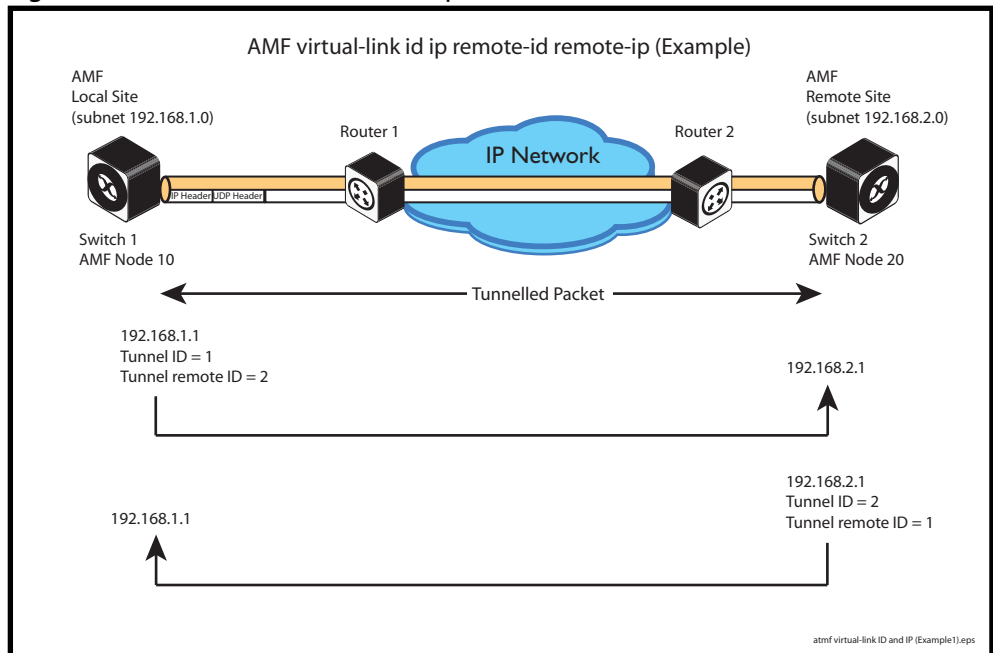 AMF virtual-link id ip remote-id remote-ip (Example)
AMF
Local Site
(subnet 192.168.1.0)
AMF
Remote Site
(subnet 192.168.2.0)
Router 1
IP Network
Router 2
IP Header
UDP Header
Switch 1
AMF Node 10
Switch 2
AMF Node 20
Tunnelled Packet
192.168.1.1
Tunnel ID = 1
Tunnel remote ID = 2
192.168.2.1
192.168.2.1
Tunnel ID = 2
Tunnel remote ID = 1
192.168.1.1
atmf virtual-link ID and IP (Example1).eps